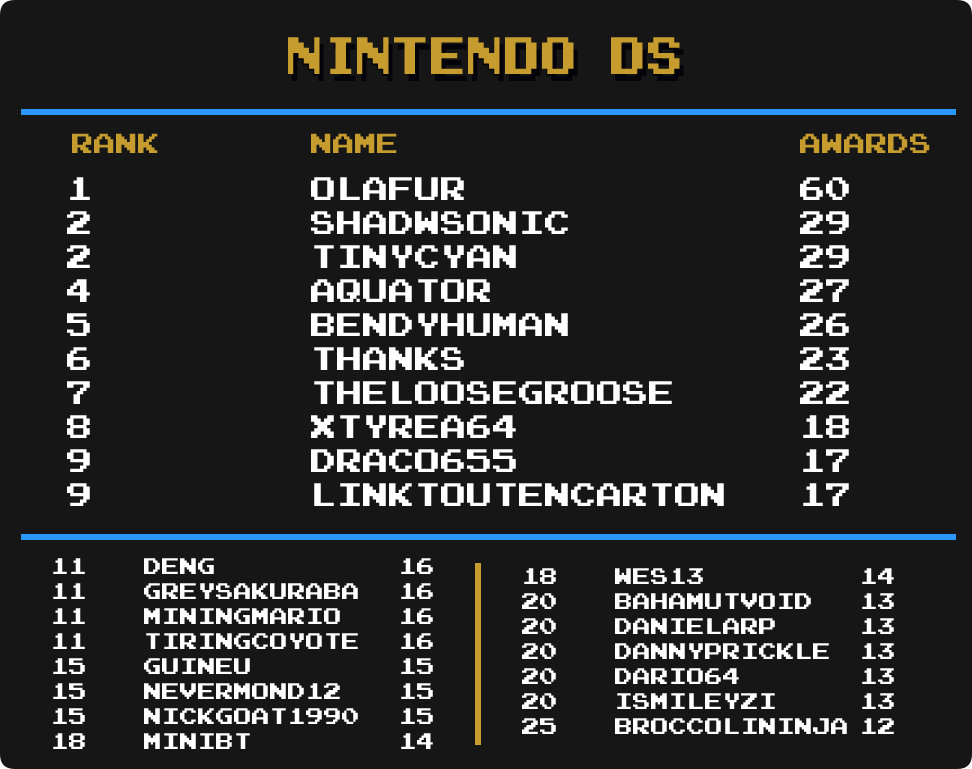 NINTENDO DS
RANK NAME AWARDS
1 OLAFUR 60
2 SHADWSONIC 29
2 TINYCYAN 29
4 AQUATOR 27
5 BENDYHUMAN 26
6 THANKS 23
7 THELOOSEGROOSE 22
8 XTYREA64 18
9 DRACO655 17
9 LINKTOUTENCARTON 17
11 DENG 16
11 GREYSAKURABA 16
11 MININGMARIO 16
11 TIRINGCOYOTE 16
15 GUINEU 15
15 NEVERMOND12 15
15 NICKGOAT1990 15
18 MINIBT 14
18 WES13 14
20 BAHAMUTVOID 13
20 DANIELARP 13
20 DANNYPRICKLE 13
20 DARIO64 13
20 ISMILEYZI 13
25 BROCCOLININJA 12